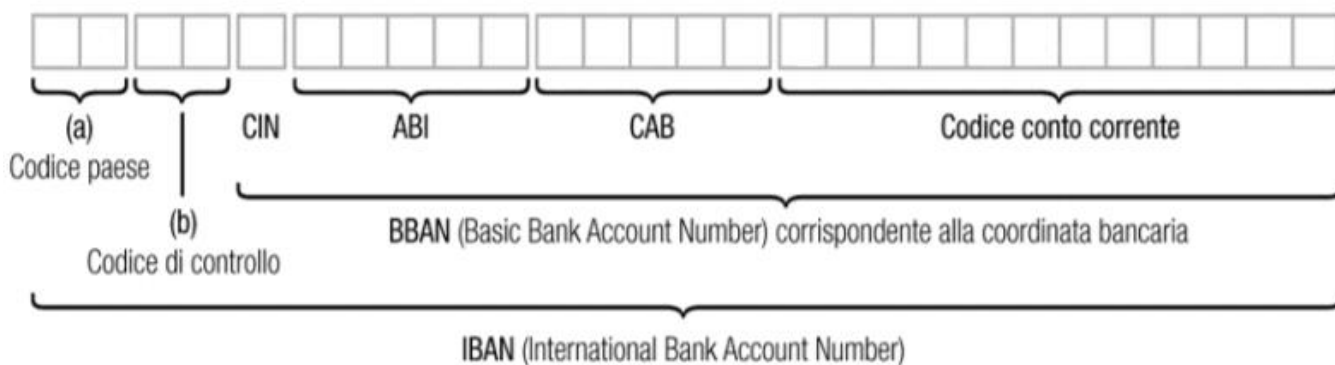 (a) CIN ABI CAB Codice conto corrente
Codice paese
(b)
Codice di controllo
BBAN (Basic Bank Account Number) corrispondente alla coordinata bancaria
IBAN (International Bank Account Number)